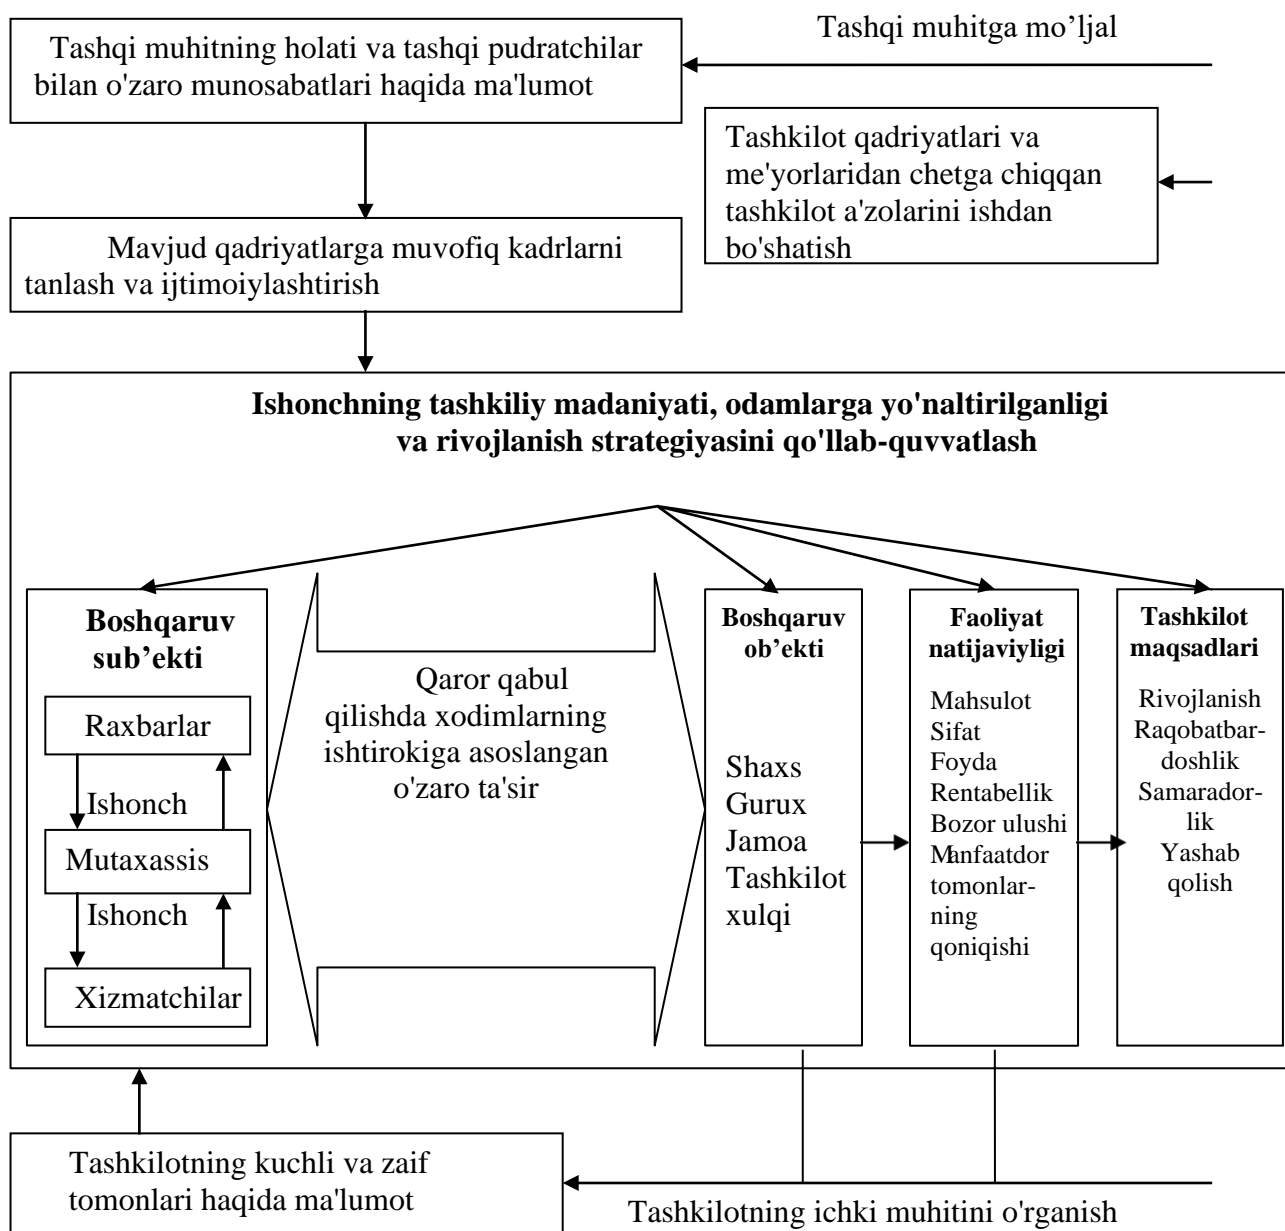 Tashqi muhitning holati va tashqi pudratchilar
bilan o'zaro munosabatlari haqida ma'lumot
Tashqi muhitga mo’ljal
Tashkilot qadriyatlari va
me'yorlaridan chetga chiqqan
tashkilot a'zolarini ishdan
bo'shatish
Mavjud qadriyatlarga muvofiq kadrlarni
tanlash va ijtimoiylashtirish
Ishonchning tashkiliy madaniyati, odamlarga yo'naltirilganligi
va rivojlanish strategiyasini qo'llab-quvvatlash
Boshqaruv
sub’ekti
Raxbarlar
Ishonch
Mutaxassis
Ishonch
Xizmatchilar
Qaror qabul
qilishda xodimlarning
ishtirokiga asoslangan
o'zaro ta'sir
Boshqaruv
ob’ekti
Shaxs
Gurux
Jamoa
Tashkilot
xulqi
Faoliyat
natijaviyligi
Mahsulot
Sifat
Foyda
Rentabellik
Bozor ulushi
Manfaatdor
tomonlar-
ning
qoniqishi
Tashkilot
maqsadlari
Rivojlanish
Raqobatbar-
doshlik
Samarador-
lik
Yashab
qolish
Tashkilotning kuchli va zaif
tomonlari haqida ma'lumot
Tashkilotning ichki muhitini o'rganish